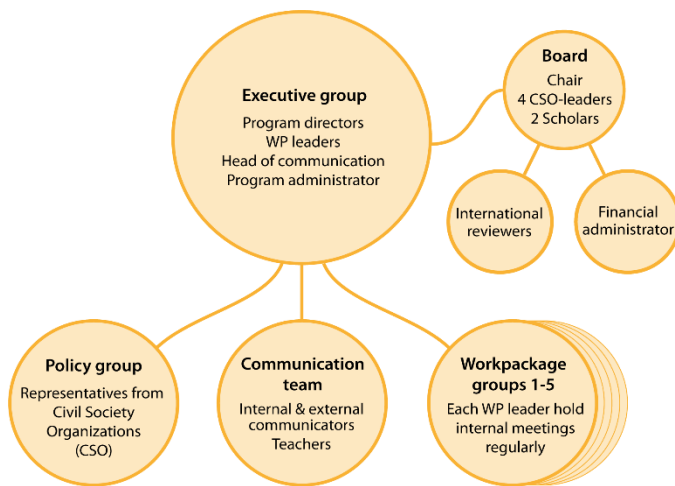 Executive group
Program directors
WP leaders
Head of communication
Program administrator
Board
Chair
4 CSO-leaders
2 Scholars
International
reviewers
Financial
administrator
Policy group
Representatives from
Civil Society
Organizations
(CSO)
Communication
team
Internal & external
communicators
Teachers
Workpackage
groups 1-5
Each WP leader hold
internal meetings
regularly